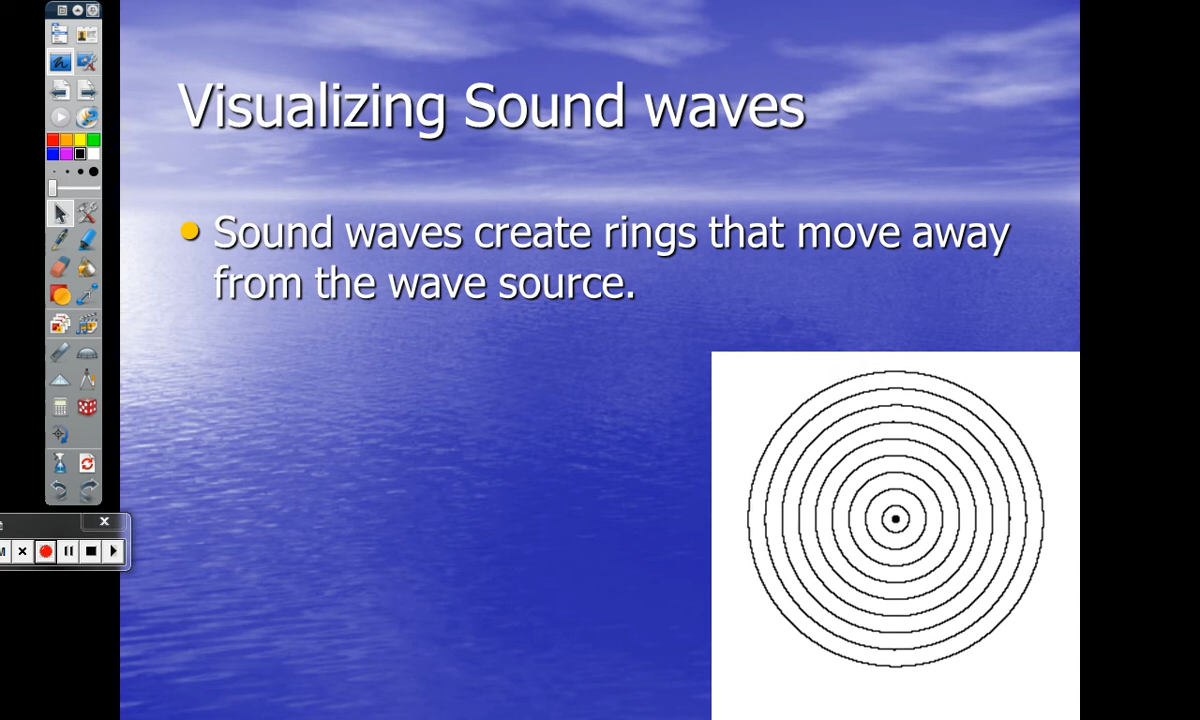 Visualizing Sound waves
Sound waves create rings that move away
from the wave source.